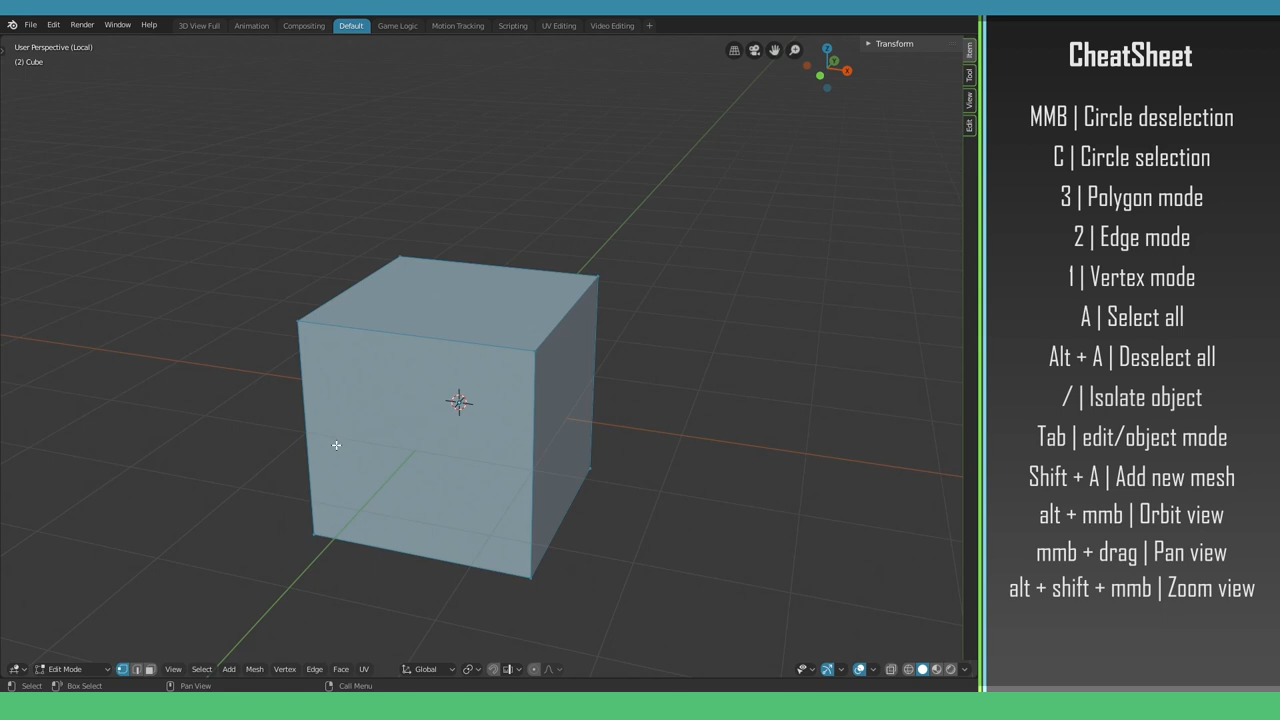 File Edit Render Window Help
3D View Full Animation Compositing Default Game Logic Motion Tracking Scripting UV Editing Video Editing +
User Perspective (Local)
(2) Cube
Transform
Z
Y
X
Item
Tool
View
Edit
Edit Mode View Select Add Mesh Vertex Edge Face UV Global
Select Box Select Pan View Call Menu
CheatSheet
MMB | Circle deselection
C | Circle selection
3 | Polygon mode
2 | Edge mode
1 | Vertex mode
A | Select all
Alt + A | Deselect all
/ | Isolate object
Tab | edit/object mode
Shift + A | Add new mesh
alt + mmb | Orbit view
mmb + drag | Pan view
alt + shift + mmb | Zoom view